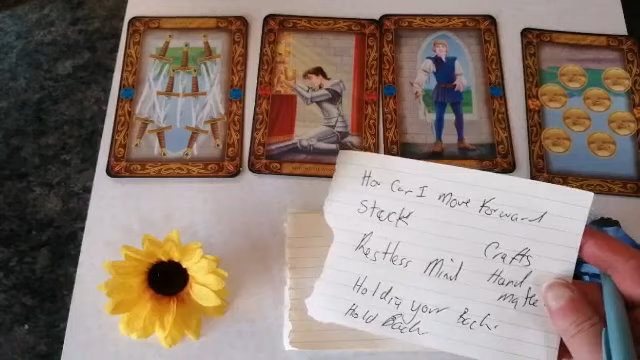 How Can I move Forward
Stuck
Restless Mind
Crafts
Hand
made
Holding your Back.
Hold Back